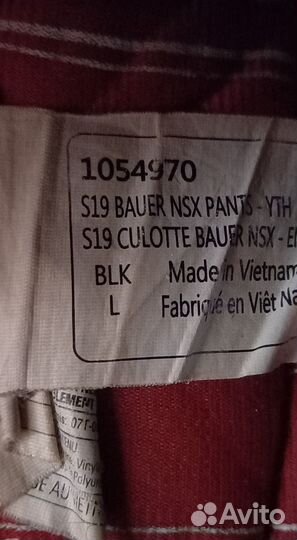 1054970
S19 BAUER NSX PANTS - YTH
S19 CULOTTE BAUER NSX - EN
BLK Made in Vietnam
L Fabriqué en Viêt Na
Avito